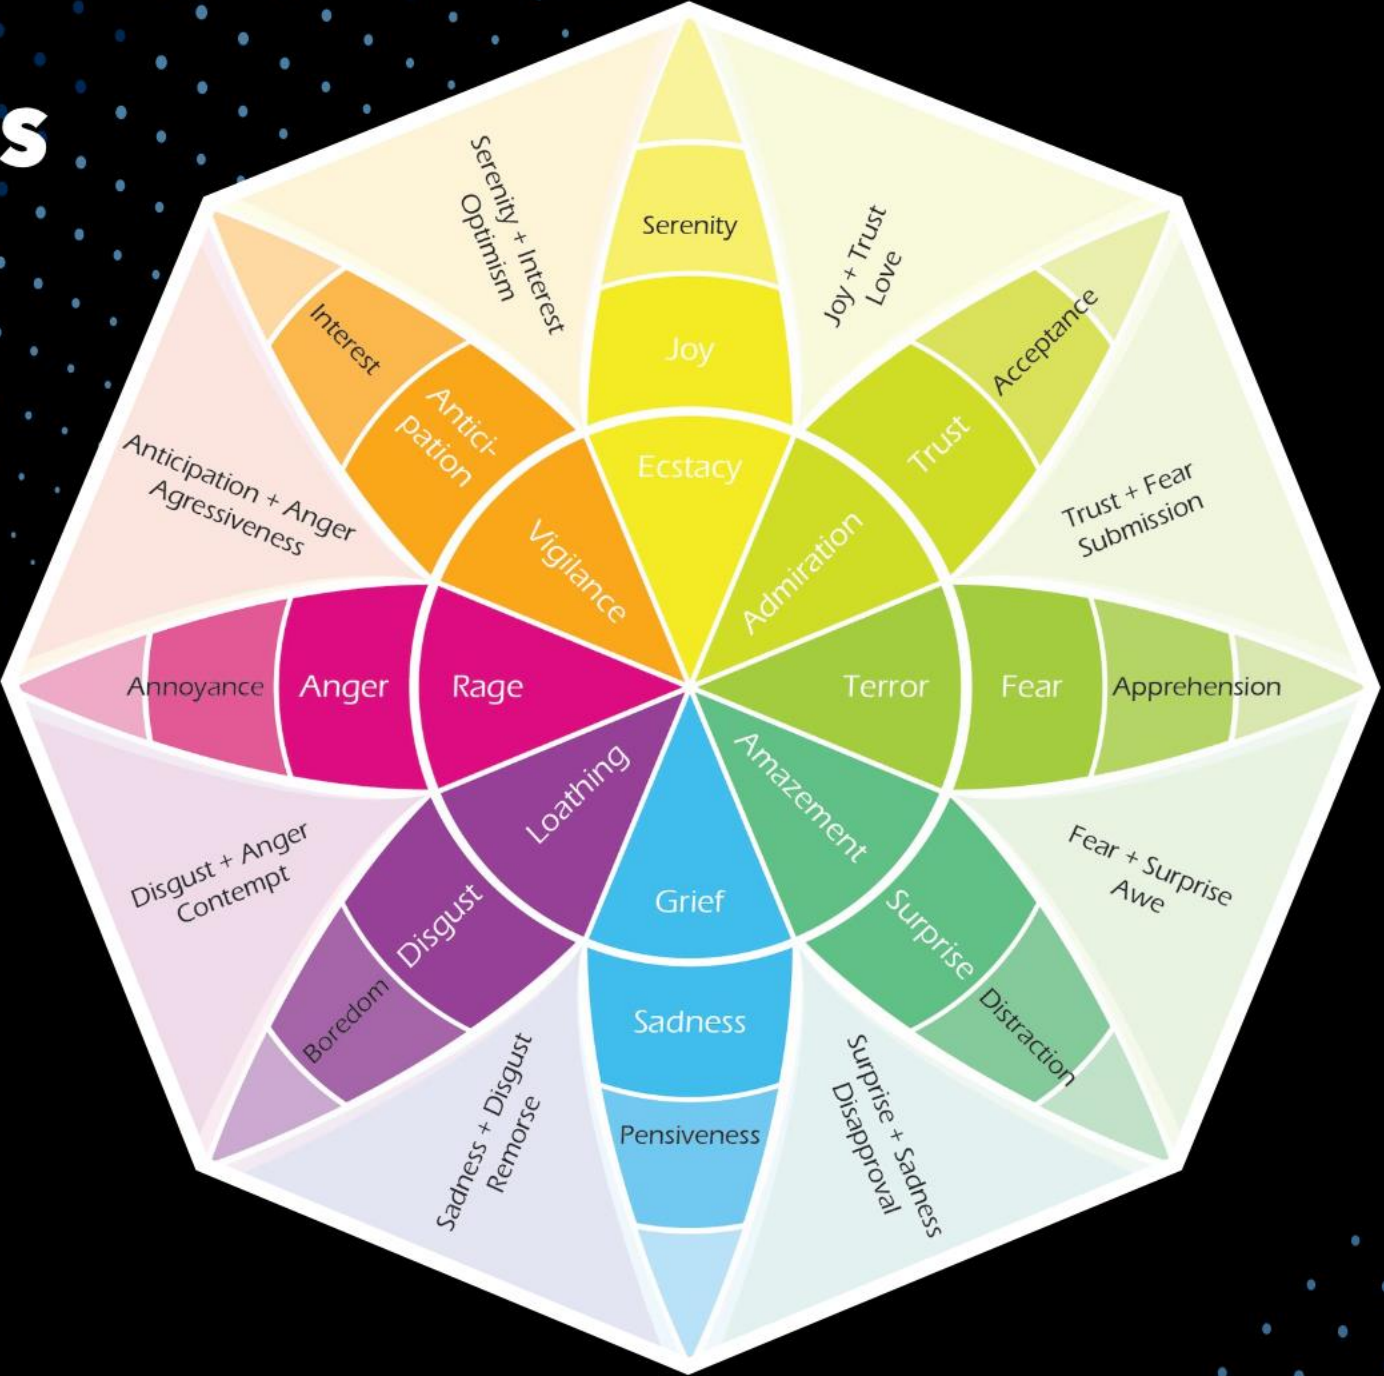 s
Serenity + Interest
Optimism
Serenity
Joy
Ecstacy
Joy + Trust
Love
Acceptance
Trust
Admiration
Trust + Fear
Submission
Terror
Fear
Apprehension
Fear + Surprise
Awe
Amazement
Surprise
Distraction
Surprise + Sadness
Disapproval
Grief
Sadness
Pensiveness
Sadness + Disgust
Remorse
Loathing
Disgust
Boredom
Disgust + Anger
Contempt
Annoyance
Anger
Rage
Anticipation + Anger
Agressiveness
Interest
Antici-
pation
Vigilance